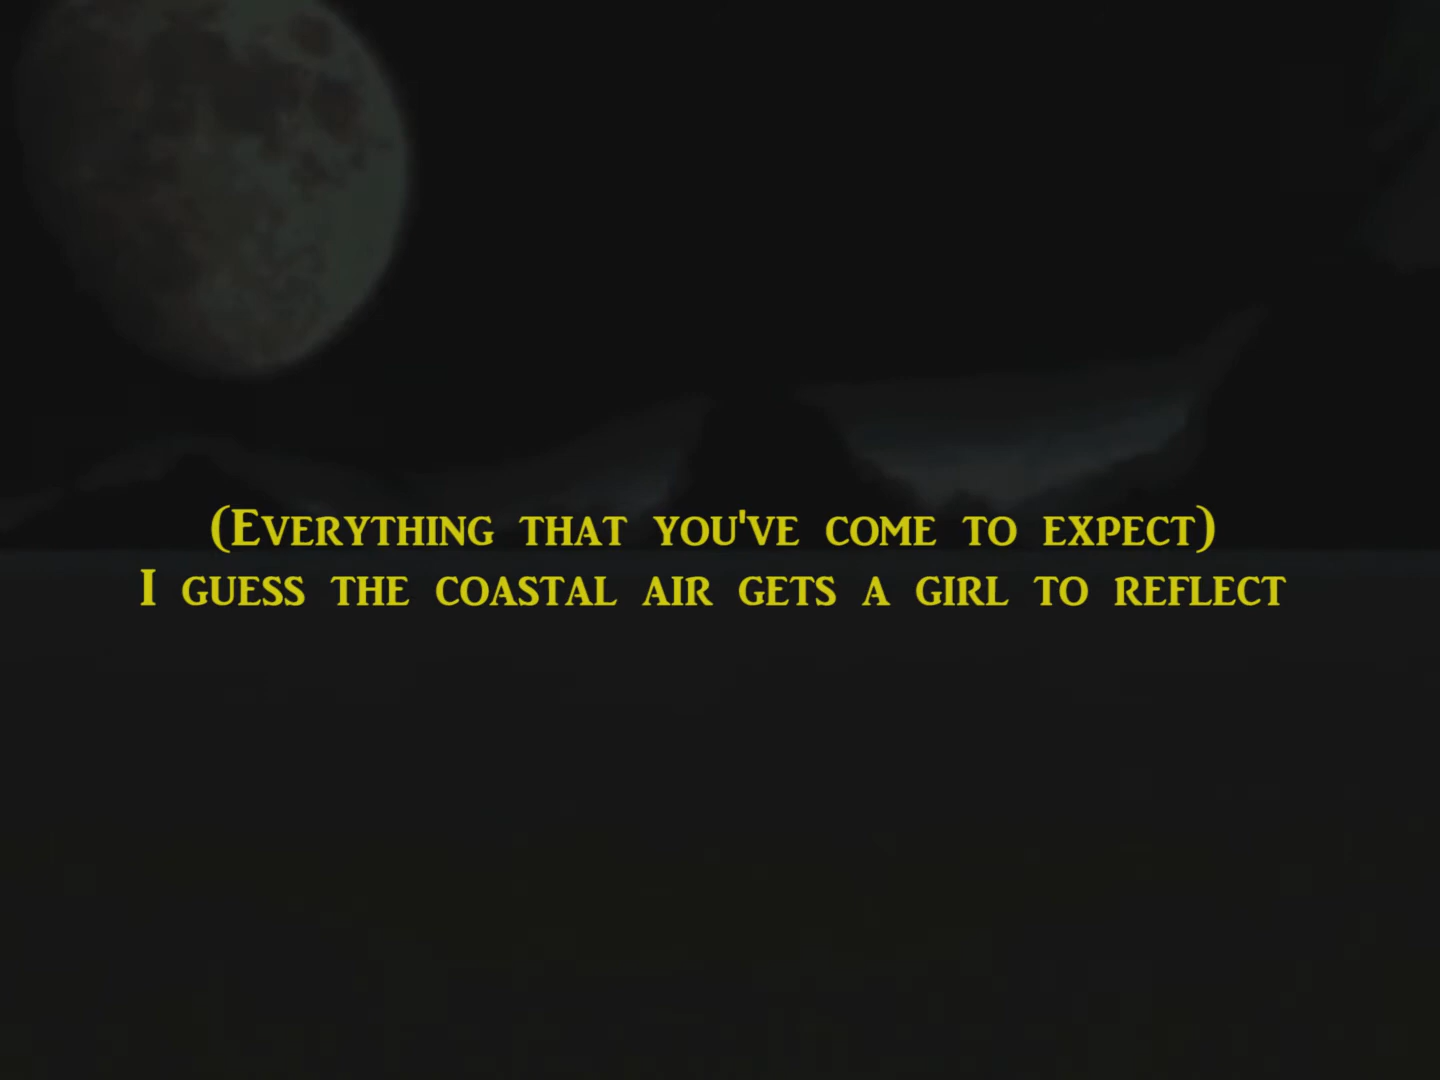 (Everything that you've come to expect)
I guess the coastal air gets a girl to reflect